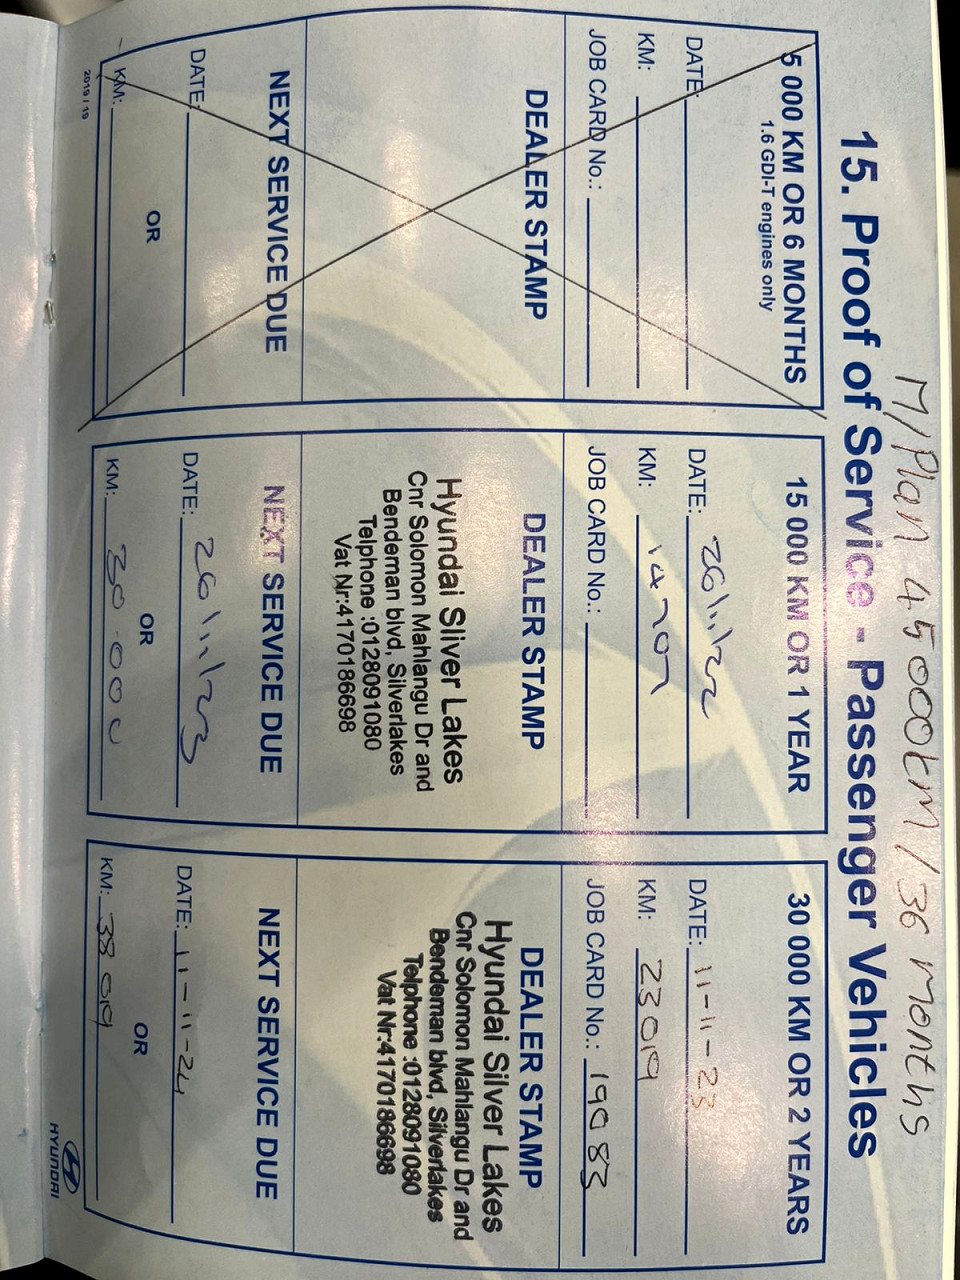 M/Plan 45000km / 36 months
15. Proof of Service - Passenger Vehicles
5 000 KM OR 6 MONTHS
1.6 GDI-T engines only
DATE:
KM:
JOB CARD No.:
DEALER STAMP
NEXT SERVICE DUE
DATE:
OR
KM:
2019 / 19
15 000 KM OR 1 YEAR
DATE: 26/11/22
KM: 14707
JOB CARD No.:
DEALER STAMP
Hyundai Sliver Lakes
Cnr Solomon Mahlangu Dr and
Bendeman blvd, Silverlakes
Telphone :0128091080
Vat Nr:4170186698
NEXT SERVICE DUE
DATE: 26/11/23
OR
KM: 30 000
30 000 KM OR 2 YEARS
DATE: 11-11-23
KM: 23019
JOB CARD No.: 19083
DEALER STAMP
Hyundai Silver Lakes
Cnr Solomon Mahlangu Dr and
Bendeman blvd, Silverlakes
Telphone :0128091080
Vat Nr:4170186698
NEXT SERVICE DUE
DATE: 11-11-24
OR
KM: 38019
HYUNDAI